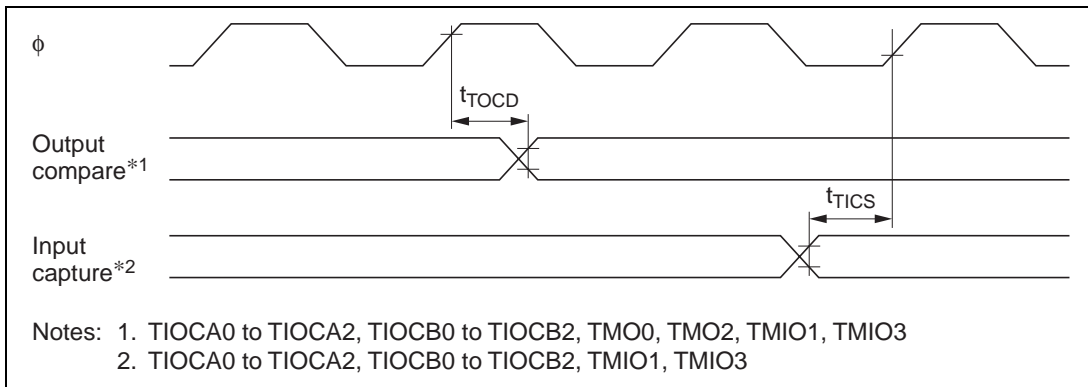 ϕ
tTOCD
Output
compare*1
tTICS
Input
capture*2
Notes: 1. TIOCA0 to TIOCA2, TIOCB0 to TIOCB2, TMO0, TMO2, TMIO1, TMIO3
2. TIOCA0 to TIOCA2, TIOCB0 to TIOCB2, TMIO1, TMIO3